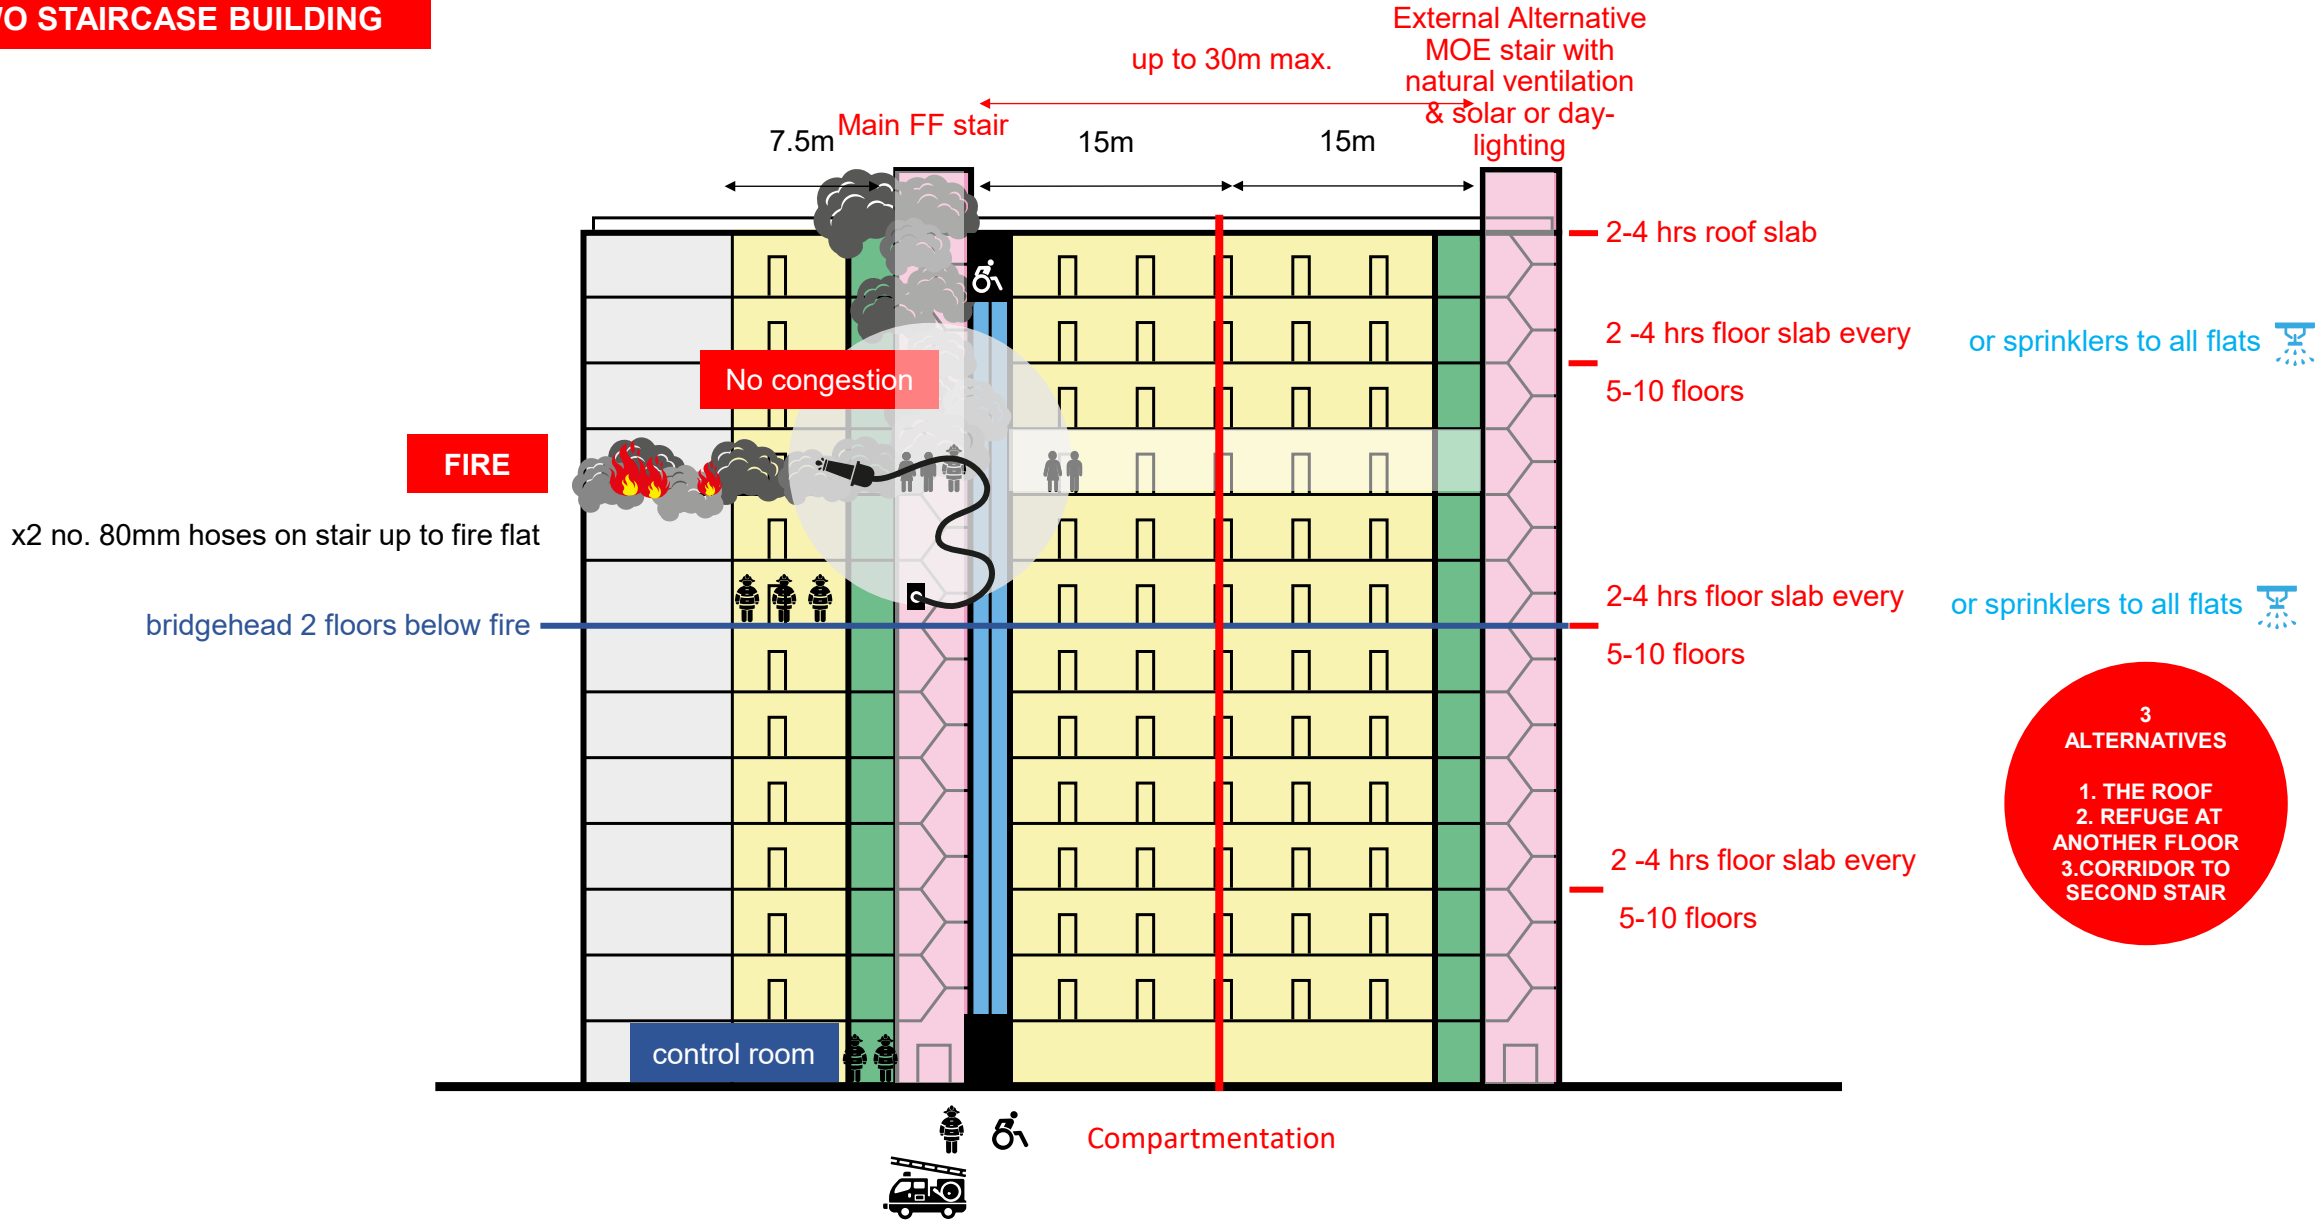 O STAIRCASE BUILDING
External Alternative
MOE stair with
natural ventilation
& solar or day-
lighting
up to 30m max.
Main FF stair
7.5m
15m
15m
2-4 hrs roof slab
2 -4 hrs floor slab every
5-10 floors
or sprinklers to all flats
No congestion
FIRE
x2 no. 80mm hoses on stair up to fire flat
bridgehead 2 floors below fire
2-4 hrs floor slab every
5-10 floors
or sprinklers to all flats
3
ALTERNATIVES
1. THE ROOF
2. REFUGE AT
ANOTHER FLOOR
3.CORRIDOR TO
SECOND STAIR
2 -4 hrs floor slab every
5-10 floors
control room
Compartmentation